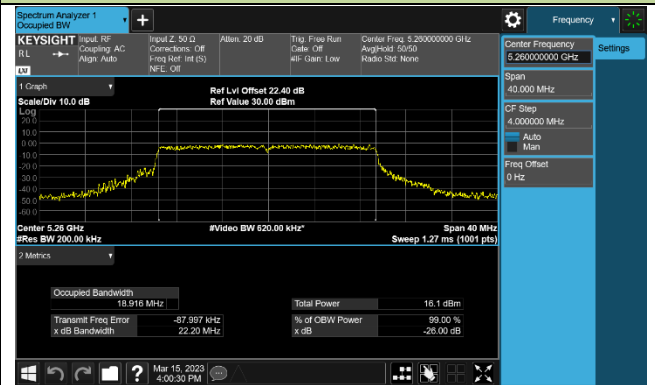 Spectrum Analyzer 1
Occupied BW
Frequency
KEYSIGHT
RL
LXI
Input: RF
Coupling: AC
Align: Auto
Input Z: 50 Ω
Corrections: Off
Freq Ref: Int (S)
NFE: Off
Atten: 20 dB
Trig: Free Run
Gate: Off
#IF Gain: Low
Center Freq: 5.260000000 GHz
Avg|Hold: 50/50
Radio Std: None
Center Frequency
5.260000000 GHz
Settings
Span
40.000 MHz
CF Step
4.000000 MHz
Auto
Man
Freq Offset
0 Hz
1 Graph
Scale/Div 10.0 dB
Ref Lvl Offset 22.40 dB
Ref Value 30.00 dBm
Log
20.0
10.0
0.00
-10.0
-20.0
-30.0
-40.0
-50.0
-60.0
Center 5.26 GHz
#Video BW 620.00 kHz*
Span 40 MHz
#Res BW 200.00 kHz
Sweep 1.27 ms (1001 pts)
2 Metrics
Occupied Bandwidth
18.916 MHz
Total Power 16.1 dBm
Transmit Freq Error -87.997 kHz
% of OBW Power 99.00 %
x dB Bandwidth 22.20 MHz
x dB -26.00 dB
?
Mar 15, 2023
4:00:30 PM